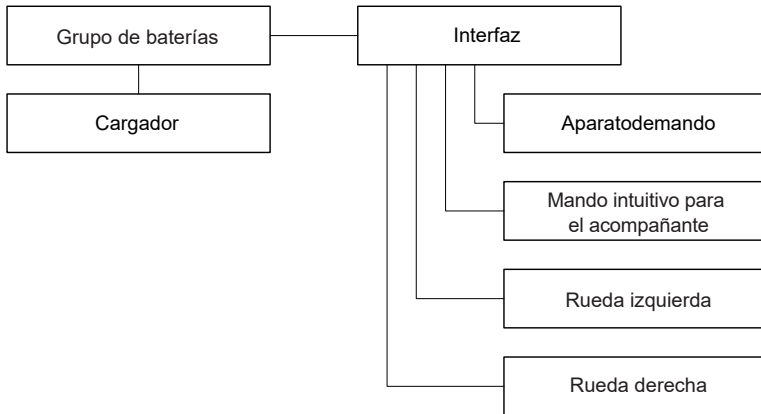 Grupo de baterías
Interfaz
Cargador
Aparatodemando
Mando intuitivo para
el acompañante
Rueda izquierda
Rueda derecha